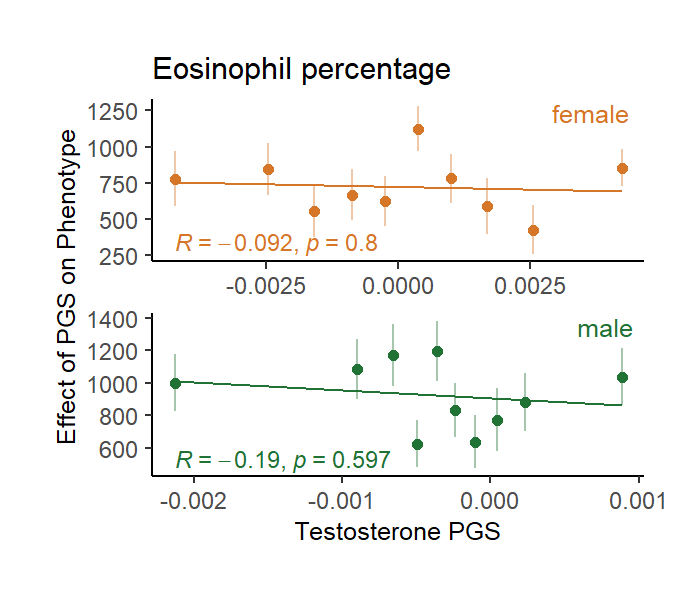 Eosinophil percentage
Effect of PGS on Phenotype
female
1250
1000
750
500
250
R = −0.092, p = 0.8
-0.0025 0.0000 0.0025
male
1400
1200
1000
800
600
R = −0.19, p = 0.597
-0.002 -0.001 0.000 0.001
Testosterone PGS